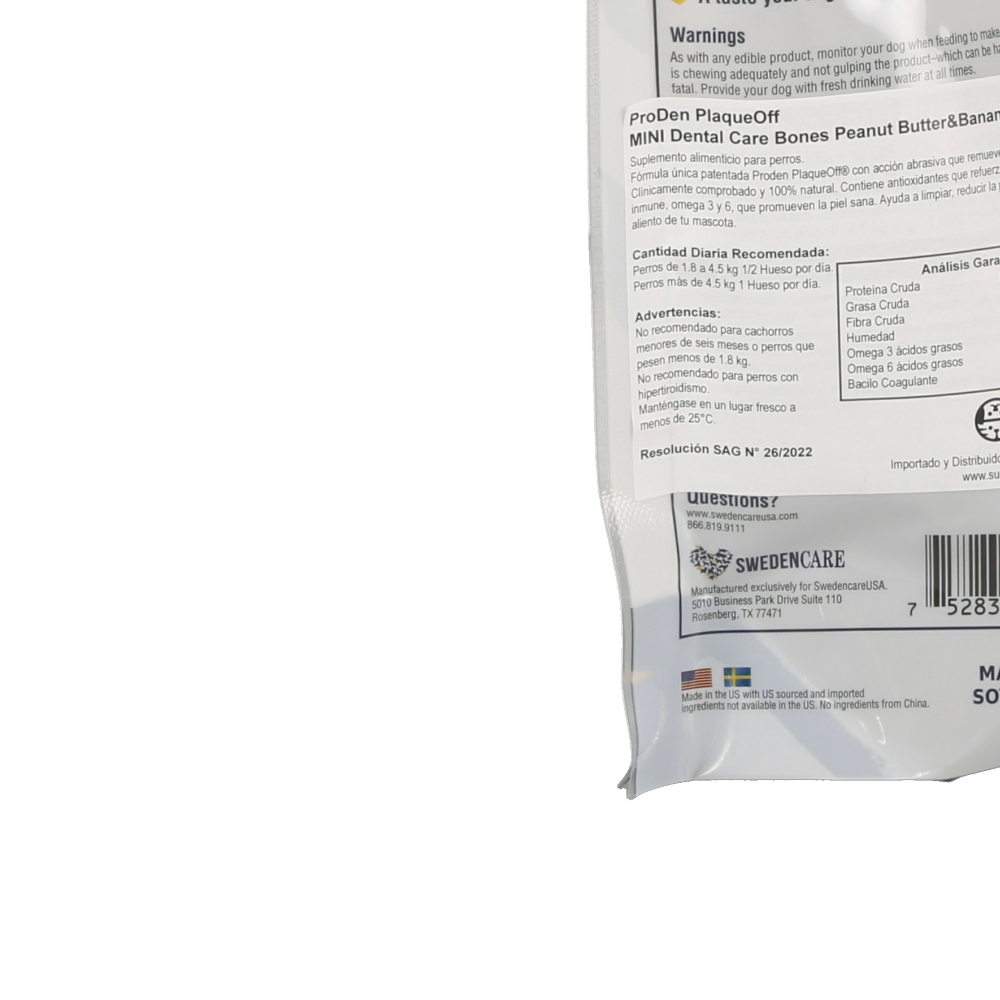 Warnings
As with any edible product, monitor your dog when feeding to make
is chewing adequately and not gulping the product–which can be
fatal. Provide your dog with fresh drinking water at all times.
ProDen PlaqueOff
MINI Dental Care Bones Peanut Butter&Banan
Suplemento alimenticio para perros.
Fórmula única patentada Proden PlaqueOff® con acción abrasiva que remueve
Clínicamente comprobado y 100% natural. Contiene antioxidantes que refuerz
inmune, omega 3 y 6, que promueven la piel sana. Ayuda a limpiar, reducir la
aliento de tu mascota.
Cantidad Diaria Recomendada:
Perros de 1.8 a 4.5 kg 1/2 Hueso por día.
Perros más de 4.5 kg 1 Hueso por día.
Advertencias:
No recomendado para cachorros
menores de seis meses o perros que
pesen menos de 1.8 kg.
No recomendado para perros con
hipertiroidismo.
Manténgase en un lugar fresco a
menos de 25°C.
Resolución SAG N° 26/2022
Análisis Gara
Proteina Cruda
Grasa Cruda
Fibra Cruda
Humedad
Omega 3 ácidos grasos
Omega 6 ácidos grasos
Bacilo Coagulante
Importado y Distribuido
www.su
Questions?
www.swedencareusa.com
866.819.9111
SWEDENCARE
Manufactured exclusively for SwedencareUSA.
5010 Business Park Drive Suite 110
Rosenberg, TX 77471
7 5283
Made in the US with US sourced and imported
ingredients not available in the US. No ingredients from China.
MA
SO